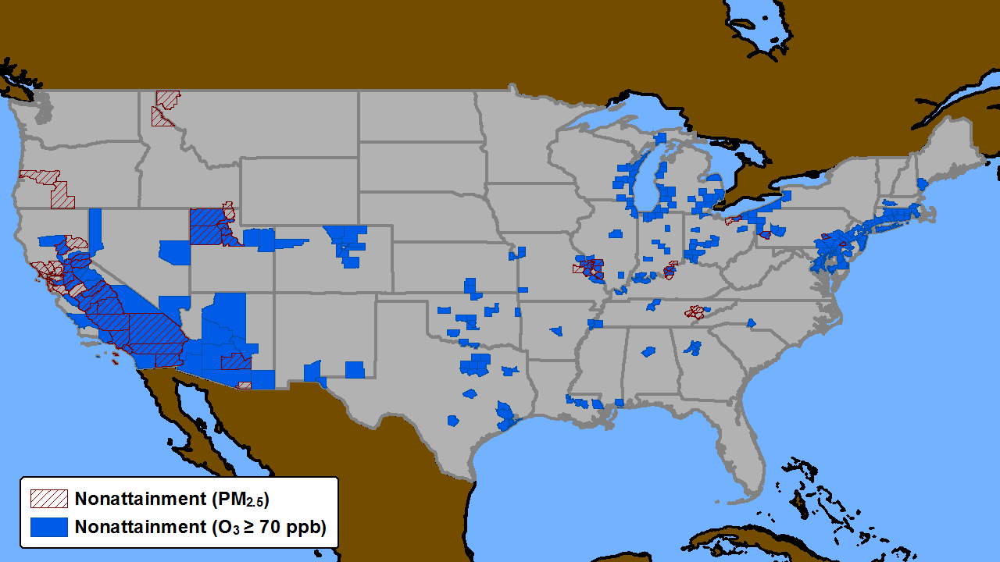 Nonattainment (PM2.5)
Nonattainment (O3 ≥ 70 ppb)